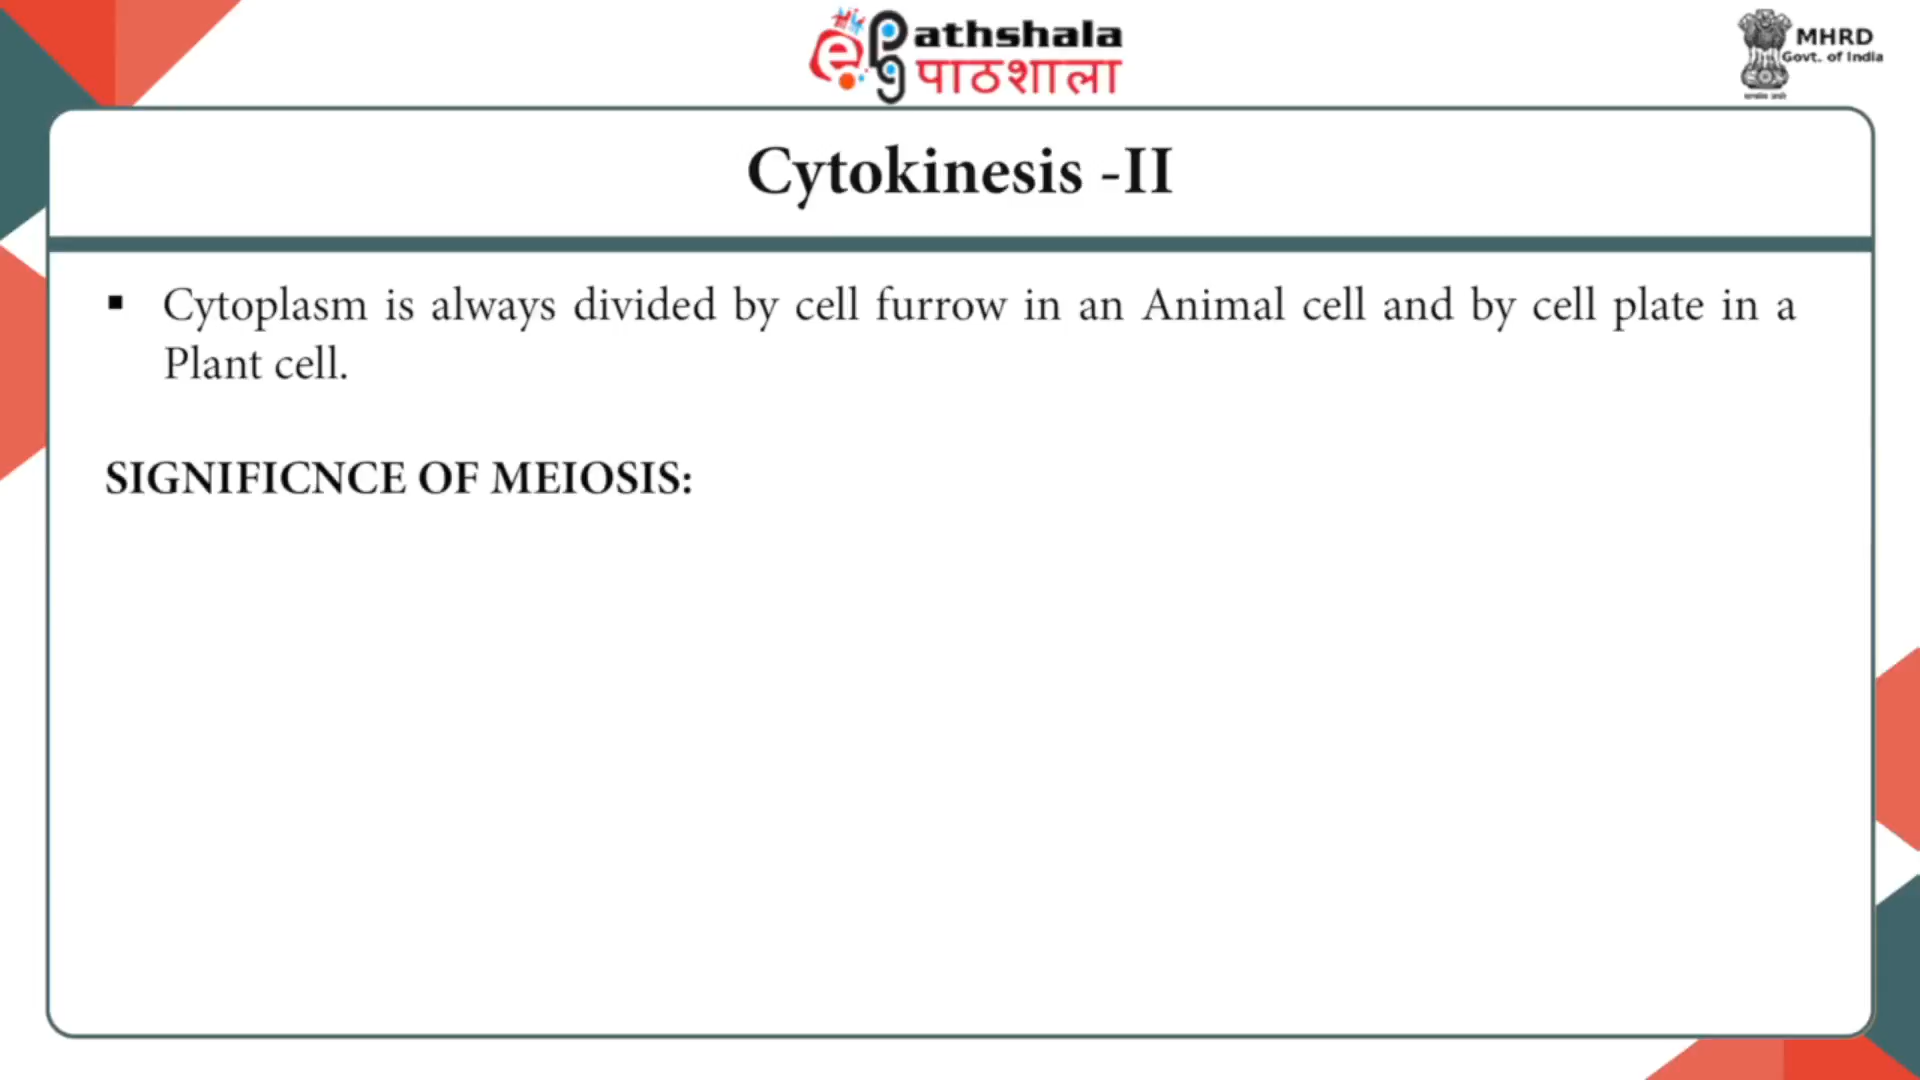 ePG Pathshala
पाठशाला
MHRD
Govt. of India
Cytokinesis -II
▪ Cytoplasm is always divided by cell furrow in an Animal cell and by cell plate in a
Plant cell.
SIGNIFICNCE OF MEIOSIS: